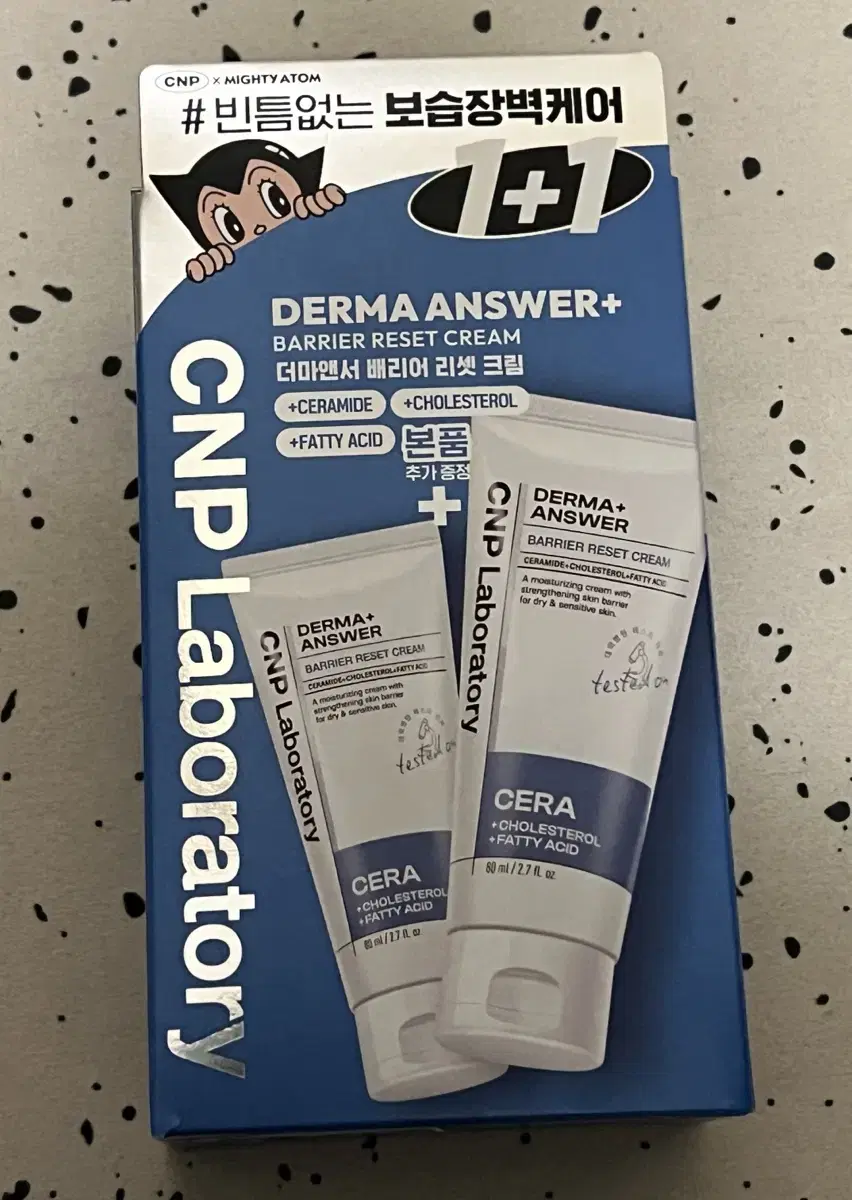 CNP × MIGHTY ATOM
#빈틈없는 보습장벽케어
1+1
DERMA ANSWER+
BARRIER RESET CREAM
더마앤서 배리어 리셋 크림
+CERAMIDE
+CHOLESTEROL
+FATTY ACID
본품
추가 증정
+
CNP Laboratory
CNP Laboratory
DERMA+
ANSWER
BARRIER RESET CREAM
CERAMIDE+CHOLESTEROL+FATTY ACID
A moisturizing cream with
strengthening skin barrier
for dry & sensitive skin.
tested on
CERA
+CHOLESTEROL
+FATTY ACID
80 ml / 2.7 fl. oz
CNP Laboratory
DERMA+
ANSWER
BARRIER RESET CREAM
CERAMIDE+CHOLESTEROL+FATTY ACID
A moisturizing cream with
strengthening skin barrier
for dry & sensitive skin.
tested on
CERA
+CHOLESTEROL
+FATTY ACID
80 ml / 2.7 fl. oz